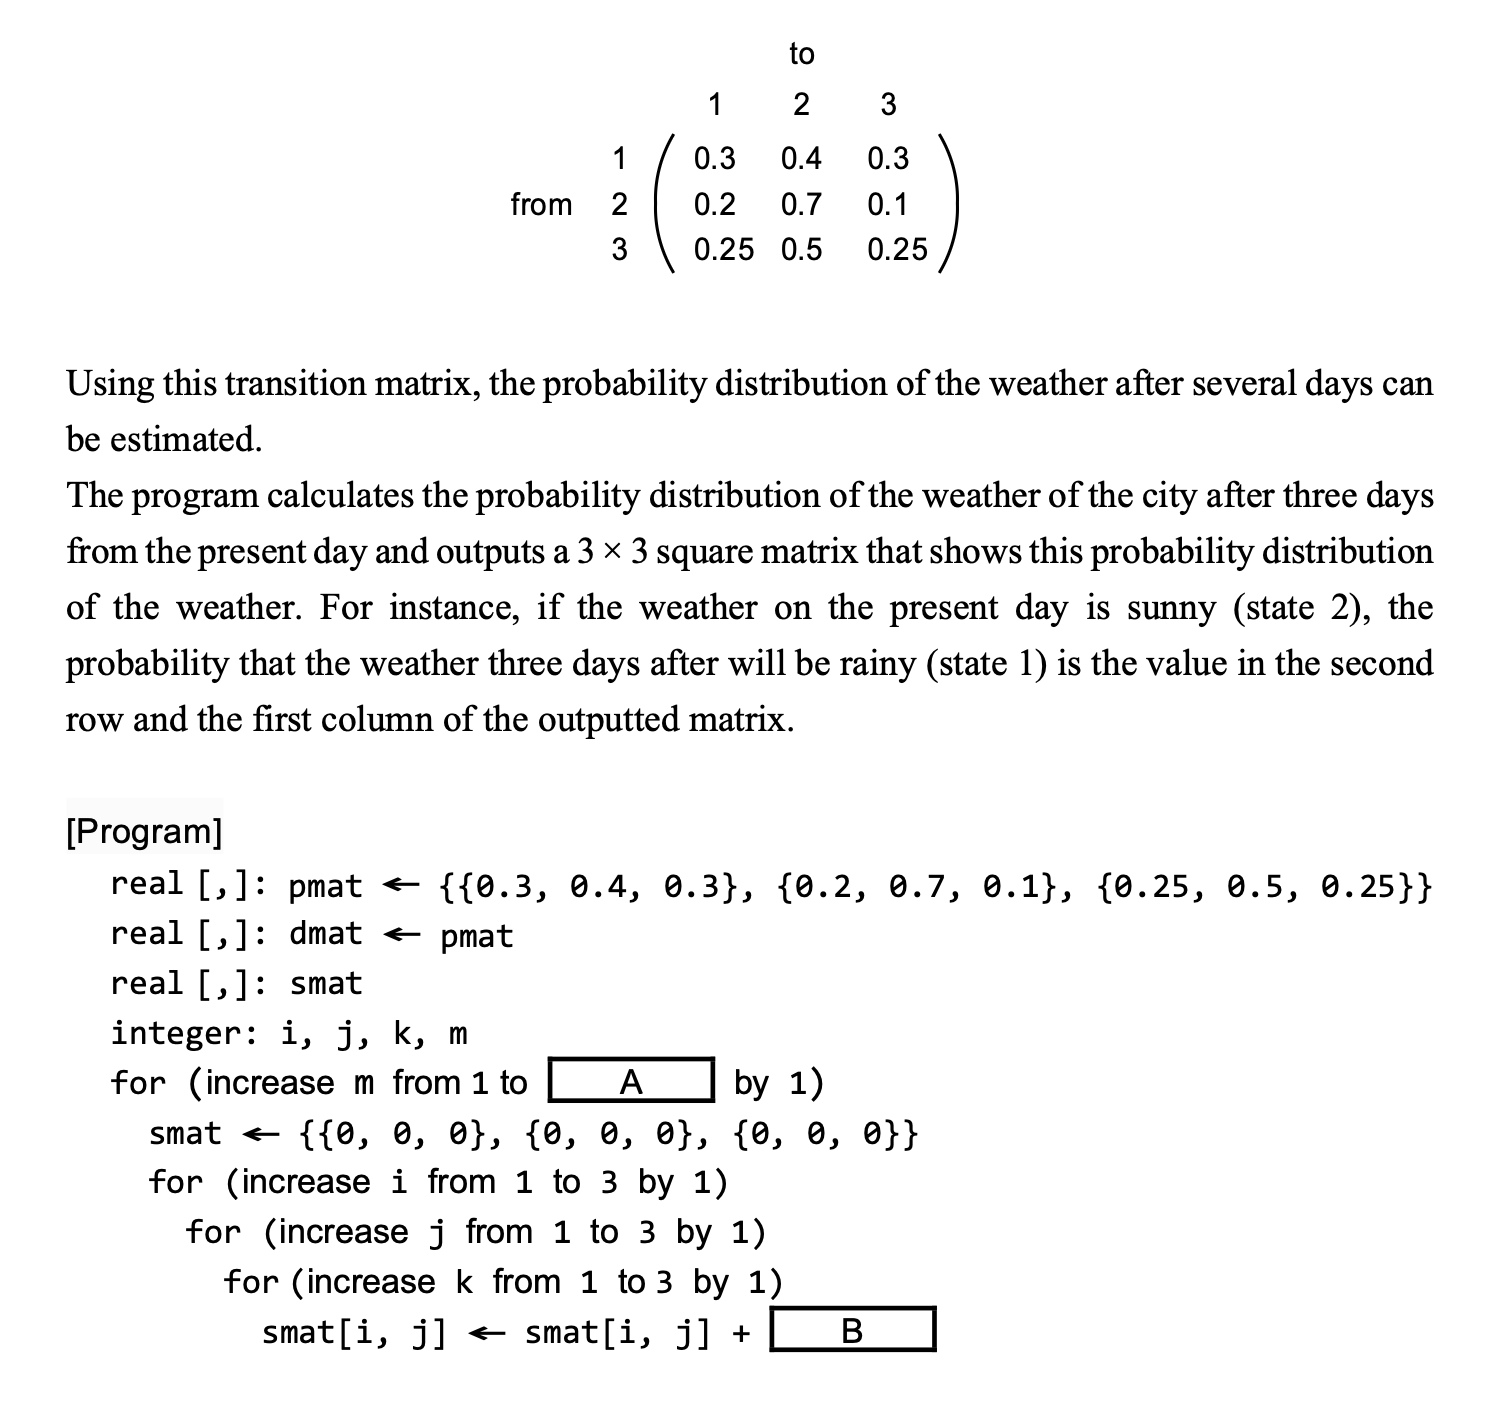 to
1 2 3
1 0.3 0.4 0.3
from 2 0.2 0.7 0.1
3 0.25 0.5 0.25
Using this transition matrix, the probability distribution of the weather after several days can
be estimated.
The program calculates the probability distribution of the weather of the city after three days
from the present day and outputs a 3 × 3 square matrix that shows this probability distribution
of the weather. For instance, if the weather on the present day is sunny (state 2), the
probability that the weather three days after will be rainy (state 1) is the value in the second
row and the first column of the outputted matrix.
[Program]
real [,]: pmat ← {{0.3, 0.4, 0.3}, {0.2, 0.7, 0.1}, {0.25, 0.5, 0.25}}
real [,]: dmat ← pmat
real [,]: smat
integer: i, j, k, m
for (increase m from 1 to A by 1)
smat ← {{0, 0, 0}, {0, 0, 0}, {0, 0, 0}}
for (increase i from 1 to 3 by 1)
for (increase j from 1 to 3 by 1)
for (increase k from 1 to 3 by 1)
smat[i, j] ← smat[i, j] + B